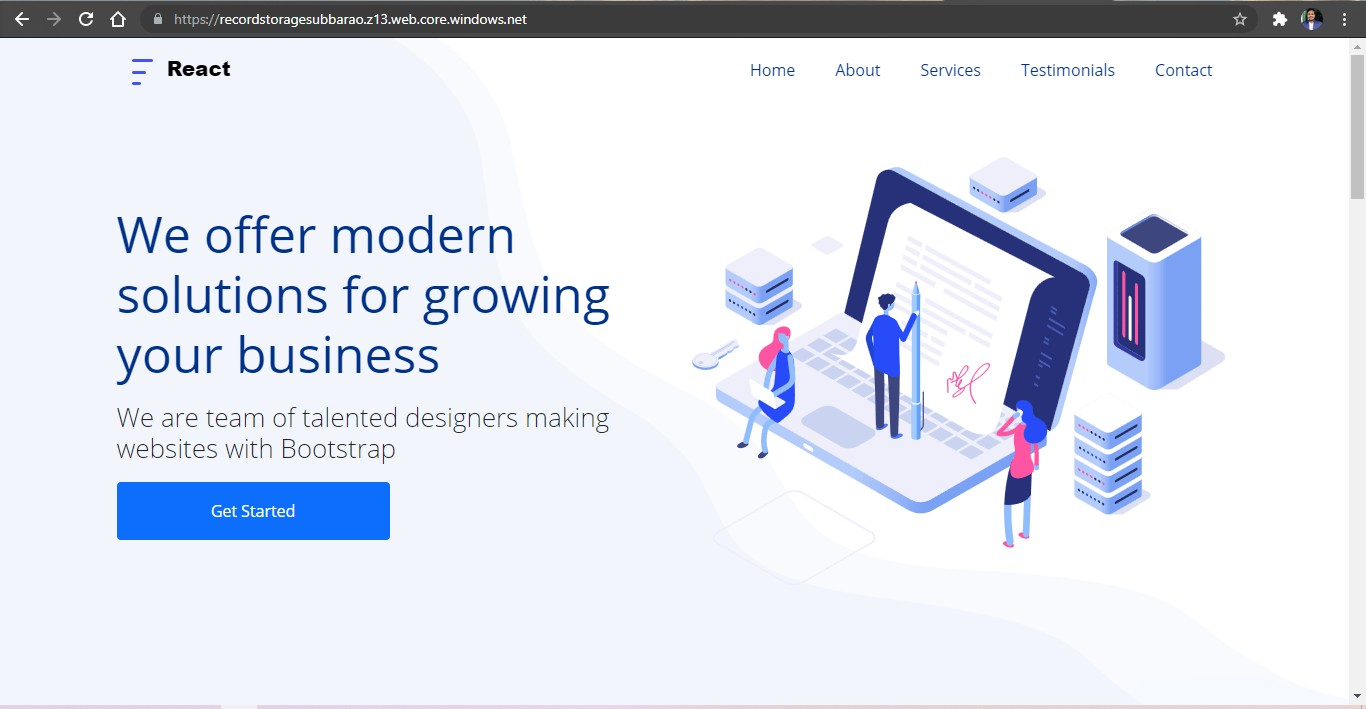 https://recordstoragesubbarao.z13.web.core.windows.net
React
Home About Services Testimonials Contact
We offer modern
solutions for growing
your business
We are team of talented designers making
websites with Bootstrap
Get Started